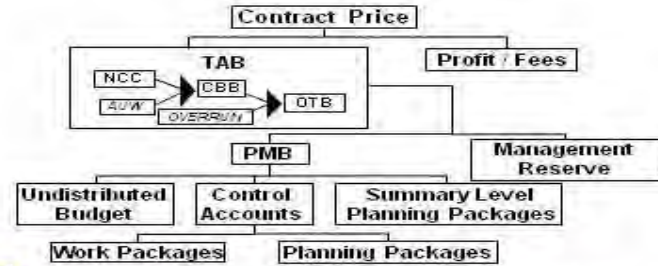 Contract Price
TAB
Profit / Fees
NCC
CBB
AUW
OTB
OVERRUN
PMB
Management
Reserve
Undistributed
Budget
Control
Accounts
Summary Level
Planning Packages
Work Packages
Planning Packages